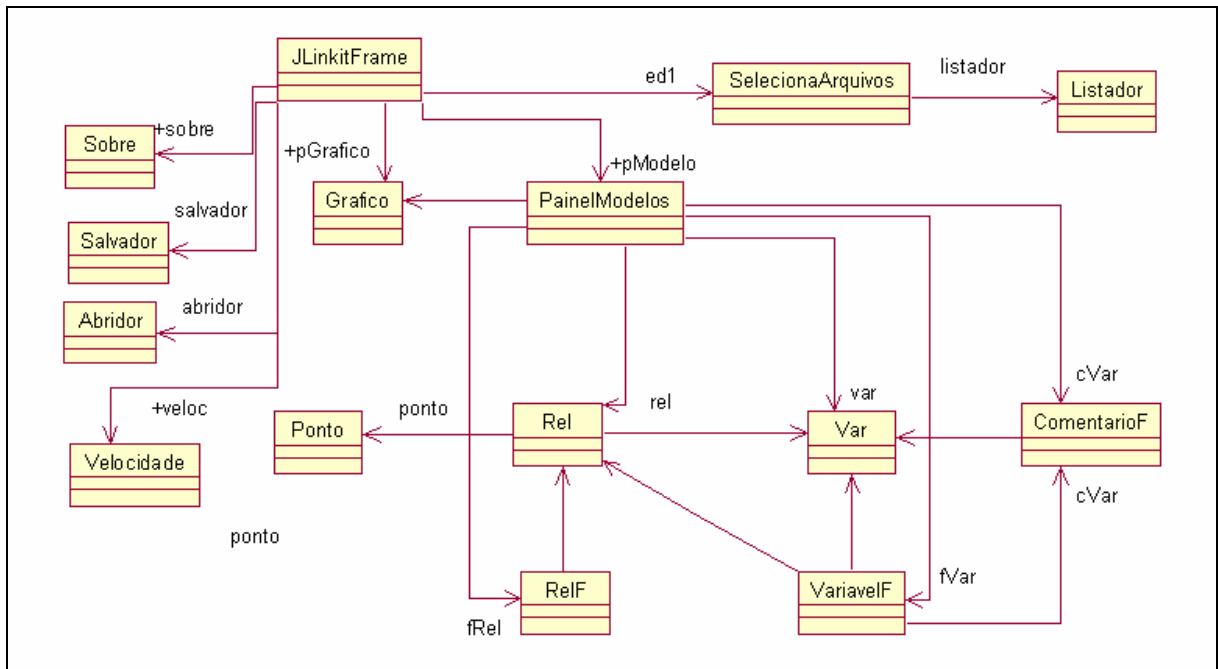 JLinkitFrame
ed1
SelecionaArquivos
listador
Listador
Sobre
+sobre
+pGrafico
+pModelo
Grafico
PainelModelos
salvador
Salvador
Abridor
abridor
+veloc
Velocidade
Ponto
ponto
Rel
rel
var
Var
cVar
ComentarioF
cVar
ponto
RelF
fRel
VariavelF
fVar